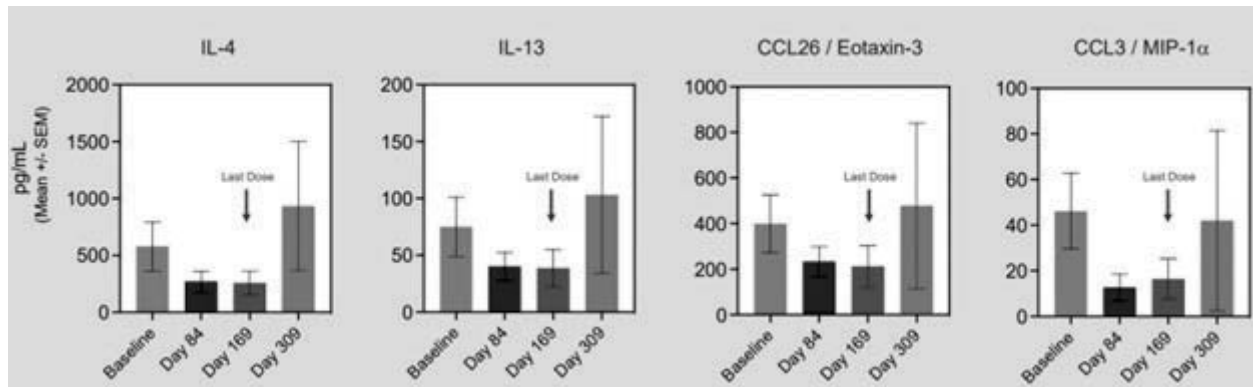 IL-4
IL-13
CCL26 / Eotaxin-3
CCL3 / MIP-1α
pg/mL
(Mean +/- SEM)
2000
1500
1000
500
0
Last Dose
Baseline
Day 84
Day 169
Day 309
200
150
100
50
0
Last Dose
Baseline
Day 84
Day 169
Day 309
1000
800
600
400
200
0
Last Dose
Baseline
Day 84
Day 169
Day 309
100
80
60
40
20
0
Last Dose
Baseline
Day 84
Day 169
Day 309